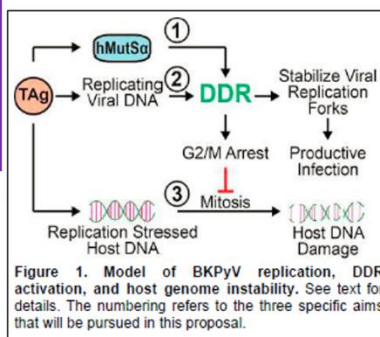 1
hMutSα
TAg
Replicating
Viral DNA
2
DDR
Stabilize Viral
Replication
Forks
G2/M Arrest
Productive
Infection
3
Mitosis
Replication Stressed
Host DNA
Host DNA
Damage
Figure 1. Model of BKPyV replication, DDR
activation, and host genome instability. See text for
details. The numbering refers to the three specific aims
that will be pursued in this proposal.